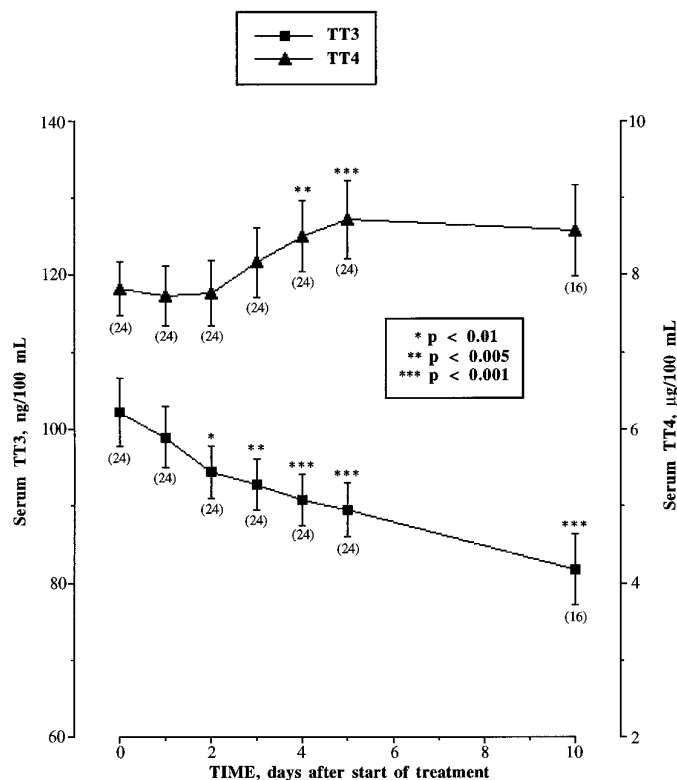 TT3
TT4
140
120
100
80
60
Serum TT3, ng/100 mL
10
8
6
4
2
Serum TT4, µg/100 mL
** ***
(24) (24) (24) (24) (24) (24) (16)
* p < 0.01
** p < 0.005
*** p < 0.001
* ** *** *** ***
(24) (24) (24) (24) (24) (24) (16)
0 2 4 6 8 10
TIME, days after start of treatment